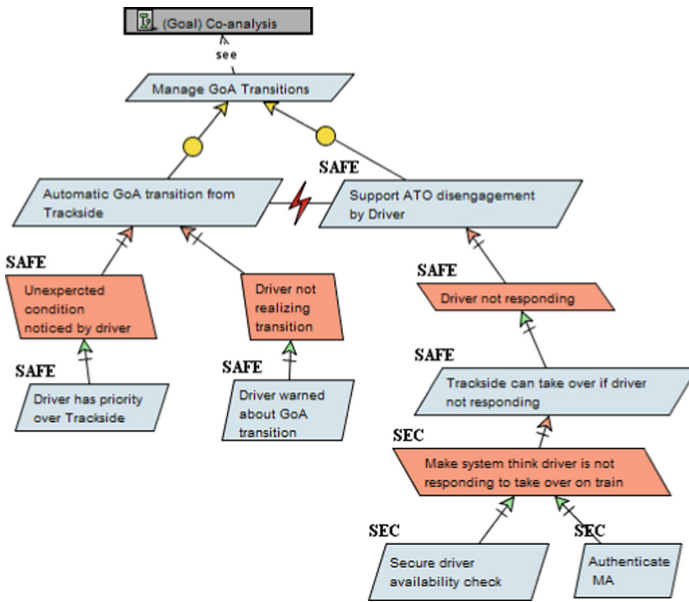 (Goal) Co-analysis
see
Manage GoA Transitions
SAFE
Automatic GoA transition from
Trackside
Support ATO disengagement
by Driver
SAFE
Unexpercted
condition
noticed by driver
Driver not
realizing
transition
SAFE
Driver not responding
SAFE
Driver has priority
over Trackside
SAFE
Driver warned
about GoA
transition
SAFE
Trackside can take over if driver
not responding
SEC
Make system think driver is not
responding to take over on train
SEC
Secure driver
availability check
SEC
Authenticate
MA